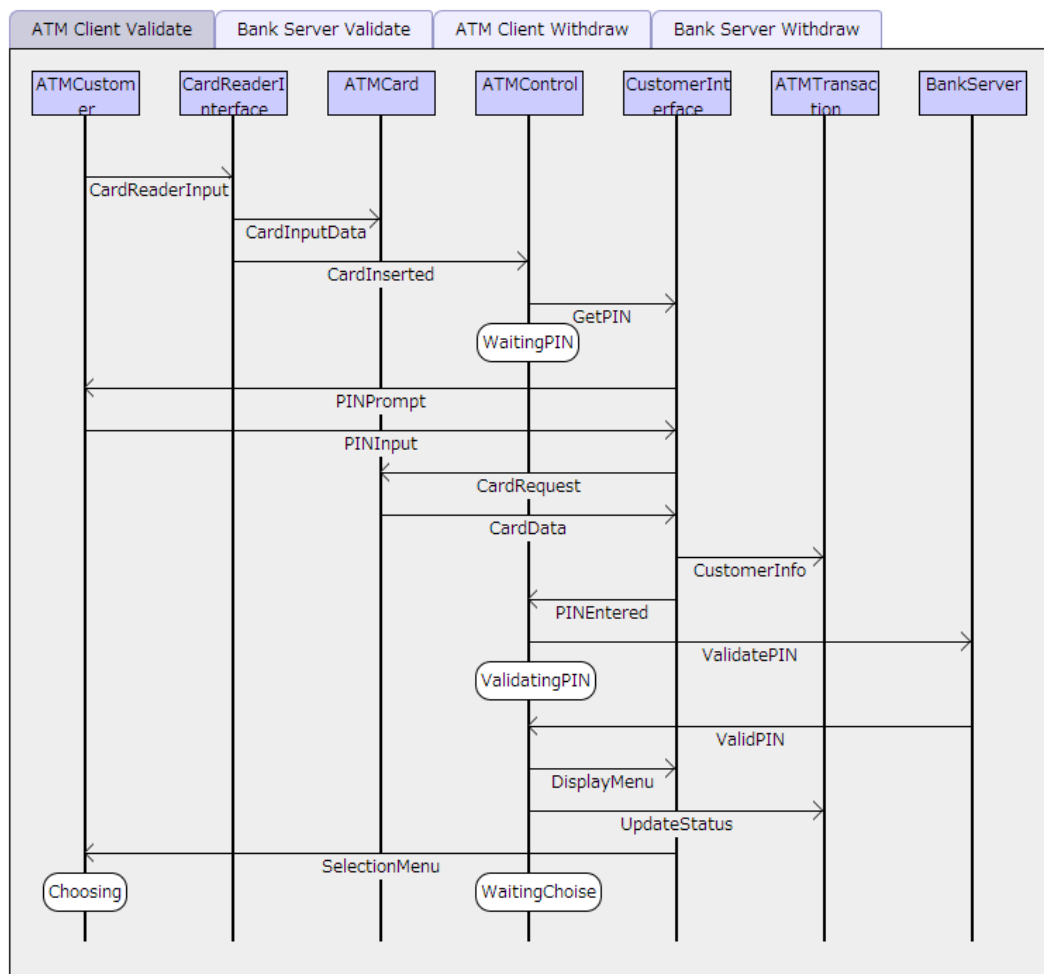 ATM Client Validate
Bank Server Validate
ATM Client Withdraw
Bank Server Withdraw
ATMCustom
er
CardReaderI
nterface
ATMCard
ATMControl
CustomerInt
erface
ATMTransac
tion
BankServer
CardReaderInput
CardInputData
CardInserted
GetPIN
WaitingPIN
PINPrompt
PINInput
CardRequest
CardData
CustomerInfo
PINEntered
ValidatePIN
ValidatingPIN
ValidPIN
DisplayMenu
UpdateStatus
SelectionMenu
Choosing
WaitingChoise